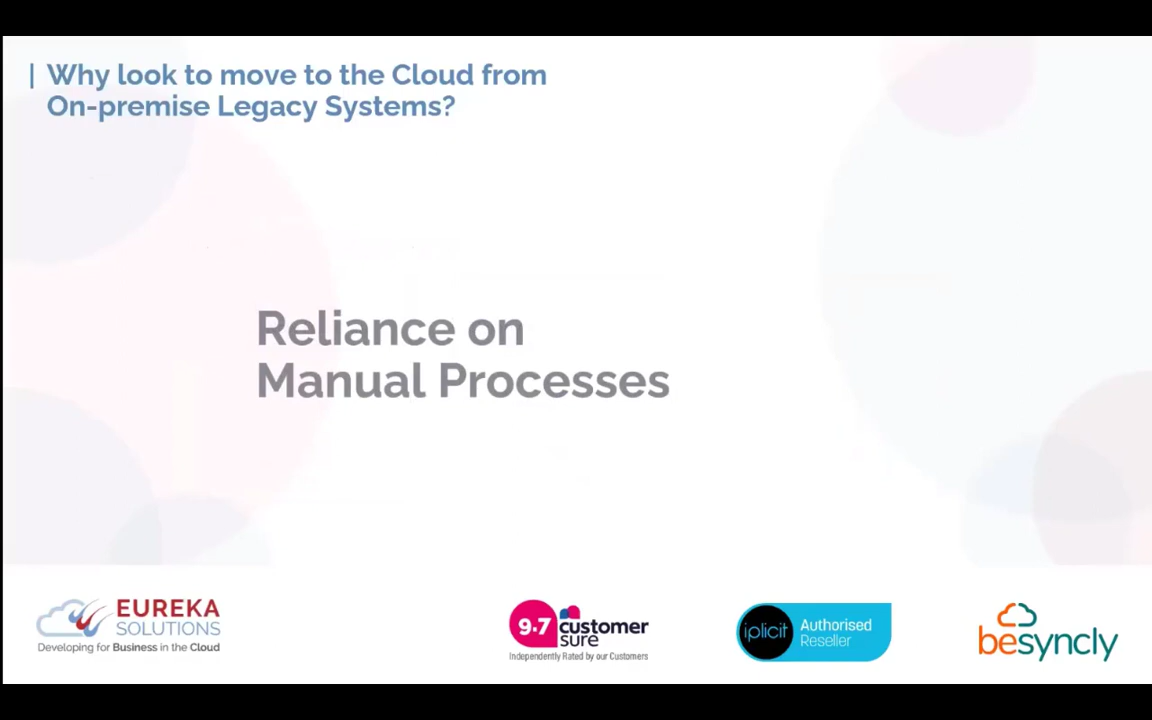 | Why look to move to the Cloud from
On-premise Legacy Systems?
Reliance on
Manual Processes
EUREKA
SOLUTIONS
Developing for Business in the Cloud
9.7 customer
sure
Independently Rated by our Customers
iplicit
Authorised
Reseller
besyncly